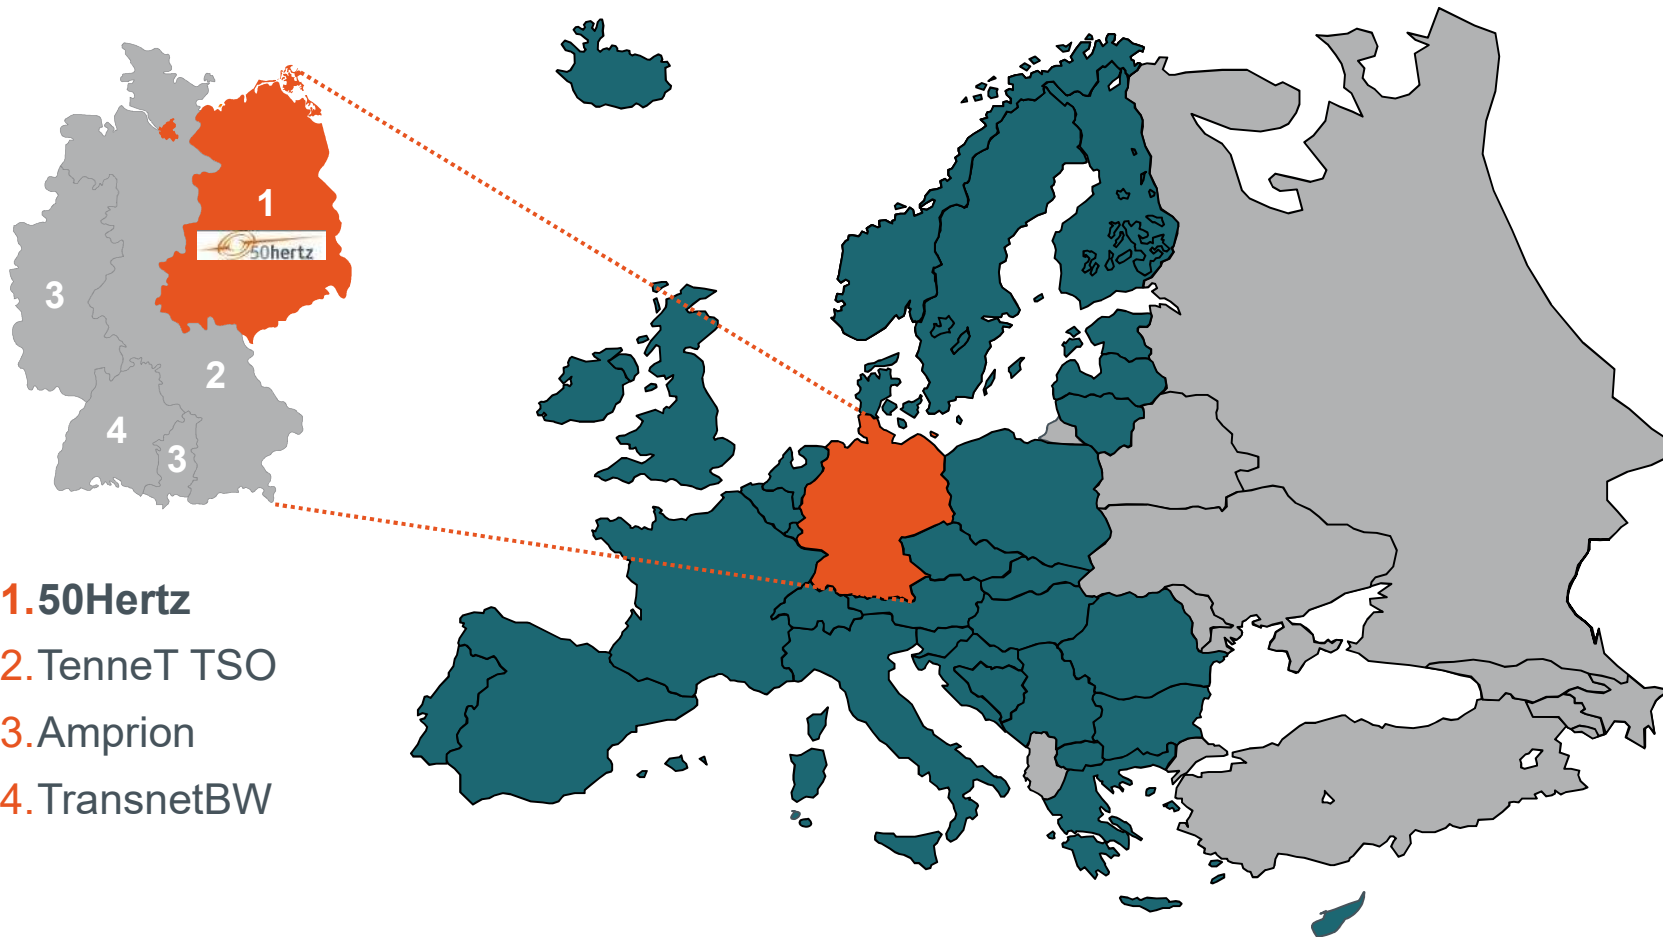 1
50hertz
3
2
4
3
1. 50Hertz
2. TenneT TSO
3. Amprion
4. TransnetBW